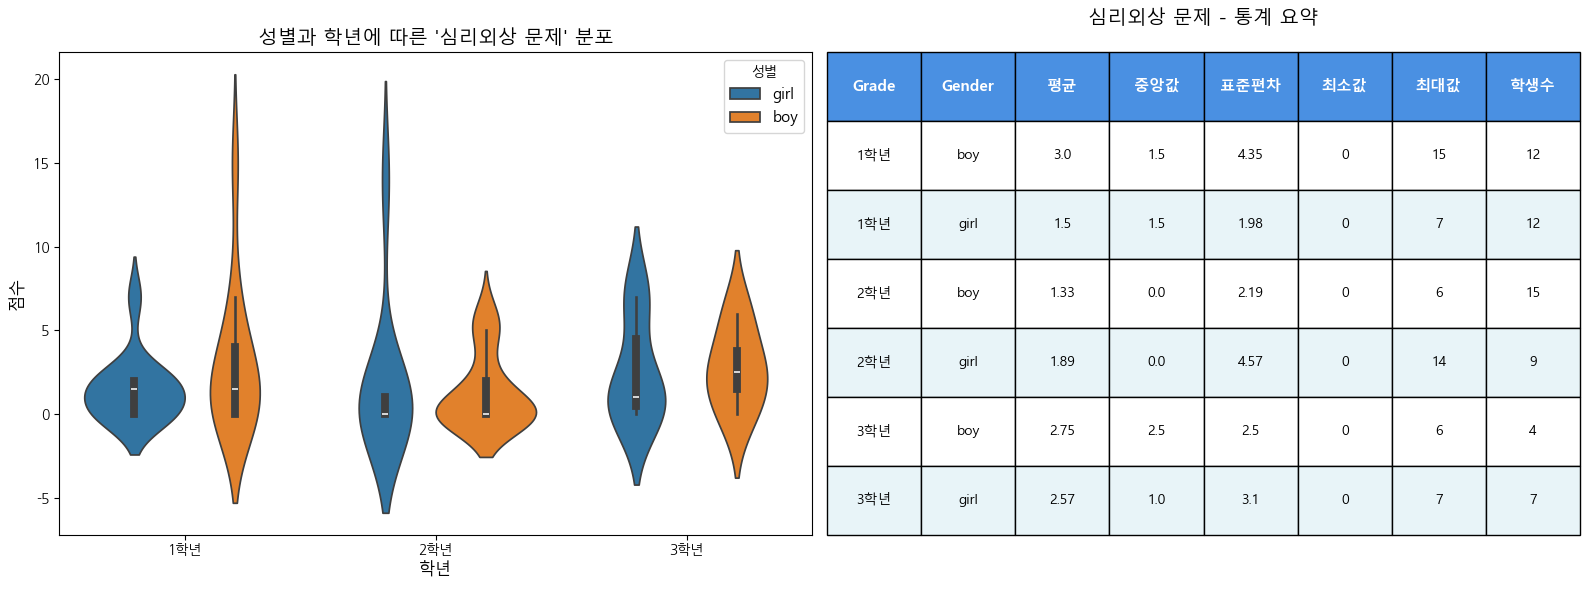 성별과 학년에 따른 '심리외상 문제' 분포
점수
20
15
10
5
0
-5
1학년
2학년
3학년
학년
성별
girl
boy
심리외상 문제 - 통계 요약
Grade Gender 평균 중앙값 표준편차 최소값 최대값 학생수
1학년 boy 3.0 1.5 4.35 0 15 12
1학년 girl 1.5 1.5 1.98 0 7 12
2학년 boy 1.33 0.0 2.19 0 6 15
2학년 girl 1.89 0.0 4.57 0 14 9
3학년 boy 2.75 2.5 2.5 0 6 4
3학년 girl 2.57 1.0 3.1 0 7 7